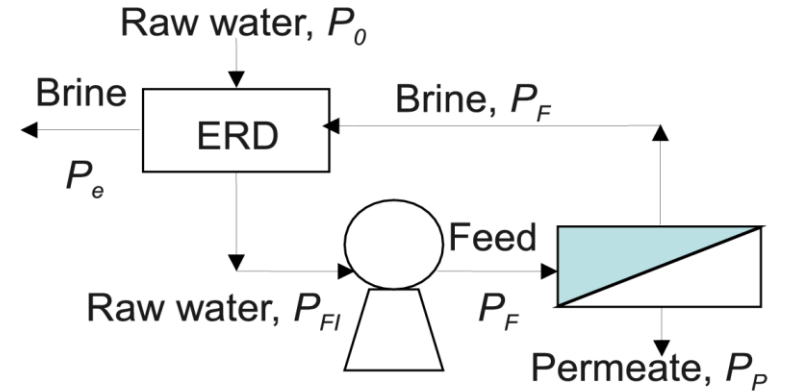 Raw water, P0
Brine
Brine, PF
ERD
Pe
Feed
Raw water, PFI
PF
Permeate, PP